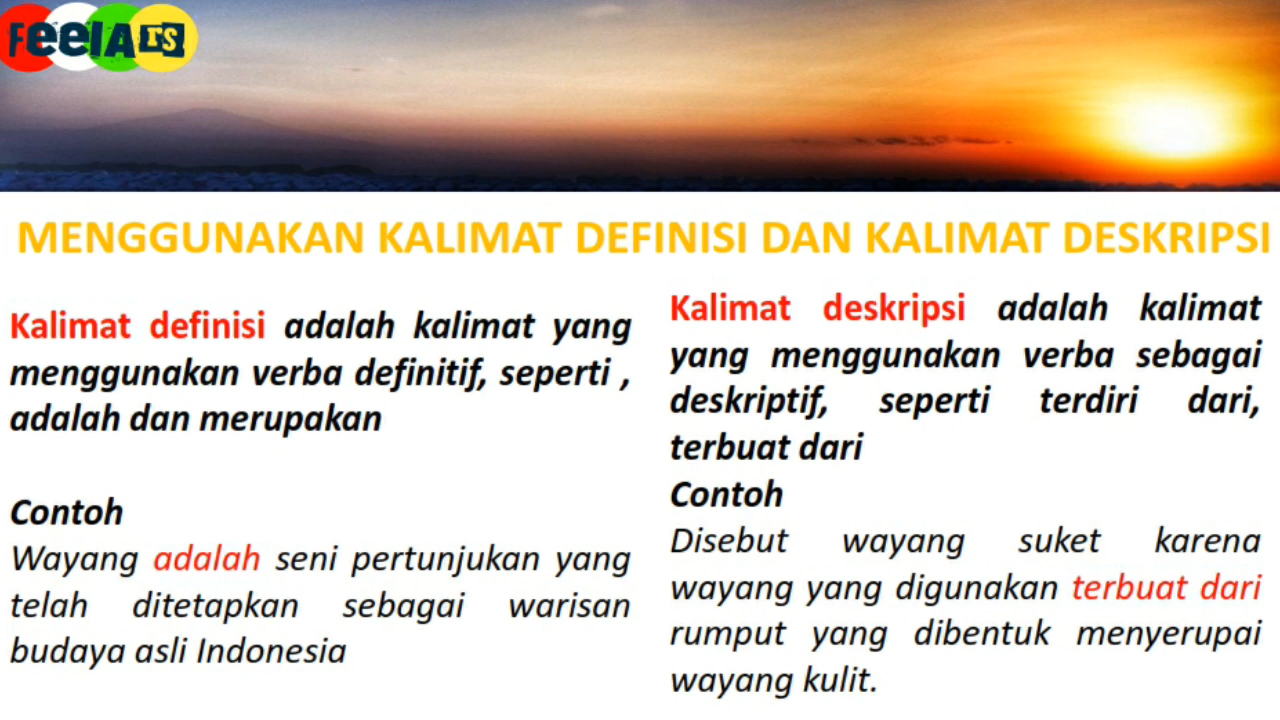 FeelArs
MENGGUNAKAN KALIMAT DEFINISI DAN KALIMAT DESKRIPSI
Kalimat definisi adalah kalimat yang
menggunakan verba definitif, seperti ,
adalah dan merupakan
Contoh
Wayang adalah seni pertunjukan yang
telah ditetapkan sebagai warisan
budaya asli Indonesia
Kalimat deskripsi adalah kalimat
yang menggunakan verba sebagai
deskriptif, seperti terdiri dari,
terbuat dari
Contoh
Disebut wayang suket karena
wayang yang digunakan terbuat dari
rumput yang dibentuk menyerupai
wayang kulit.